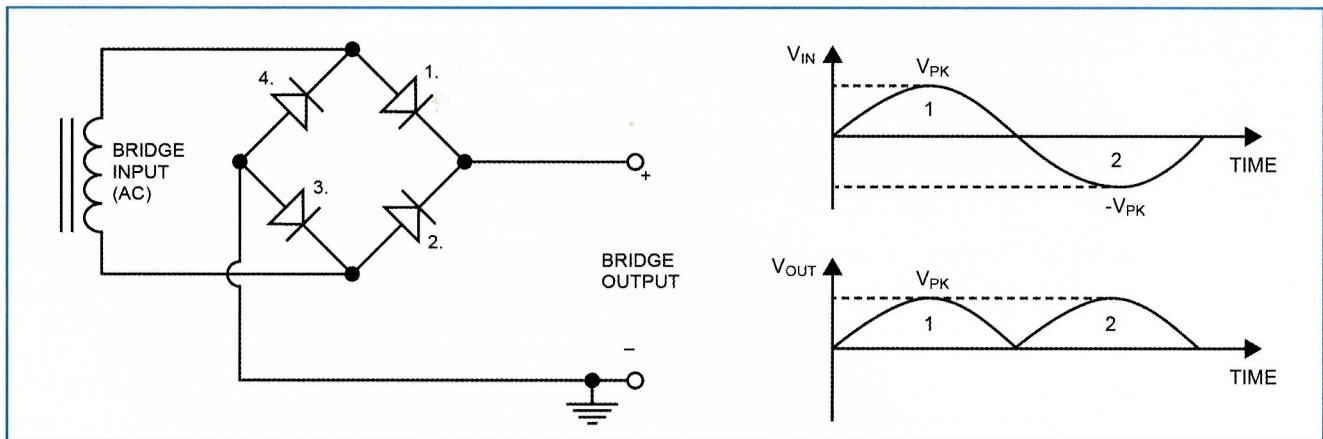 4.
1.
BRIDGE
INPUT
(AC)
3.
2.
+
BRIDGE
OUTPUT
–
V_IN
V_PK
1
2
TIME
-V_PK
V_OUT
V_PK
1
2
TIME